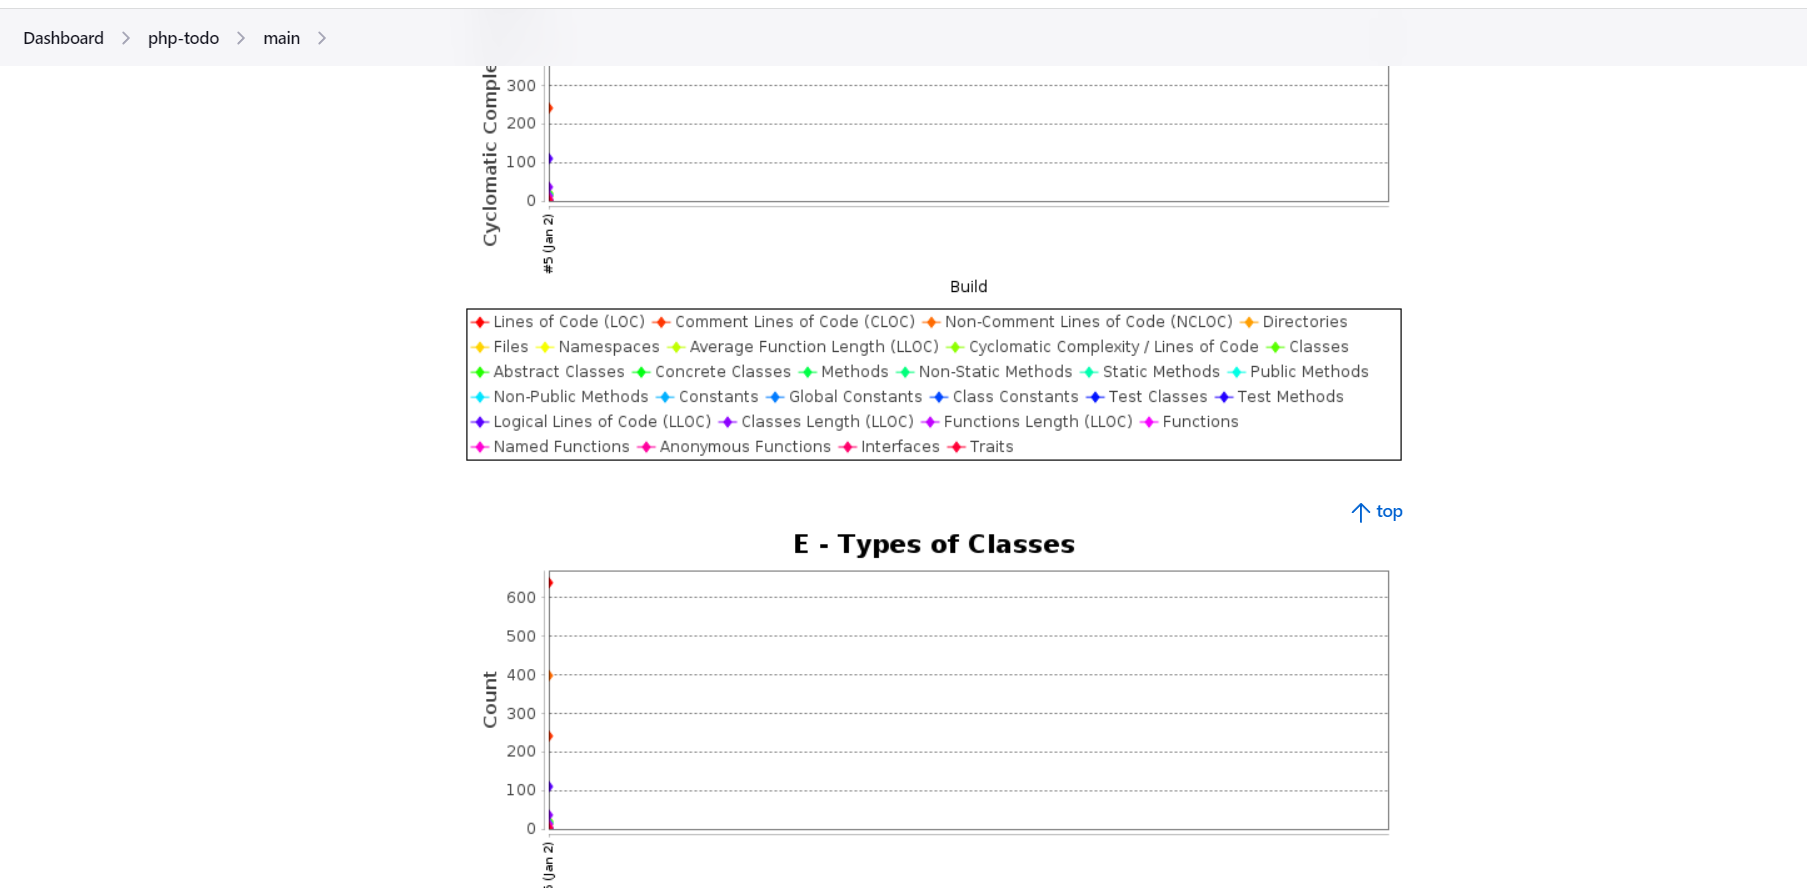 Dashboard > php-todo > main >
Cyclomatic Comple
300
200
100
0
#5 (Jan 2)
Build
Lines of Code (LOC) Comment Lines of Code (CLOC) Non-Comment Lines of Code (NCLOC) Directories
Files Namespaces Average Function Length (LLOC) Cyclomatic Complexity / Lines of Code Classes
Abstract Classes Concrete Classes Methods Non-Static Methods Static Methods Public Methods
Non-Public Methods Constants Global Constants Class Constants Test Classes Test Methods
Logical Lines of Code (LLOC) Classes Length (LLOC) Functions Length (LLOC) Functions
Named Functions Anonymous Functions Interfaces Traits
top
E - Types of Classes
Count
600
500
400
300
200
100
0
(Jan 2)